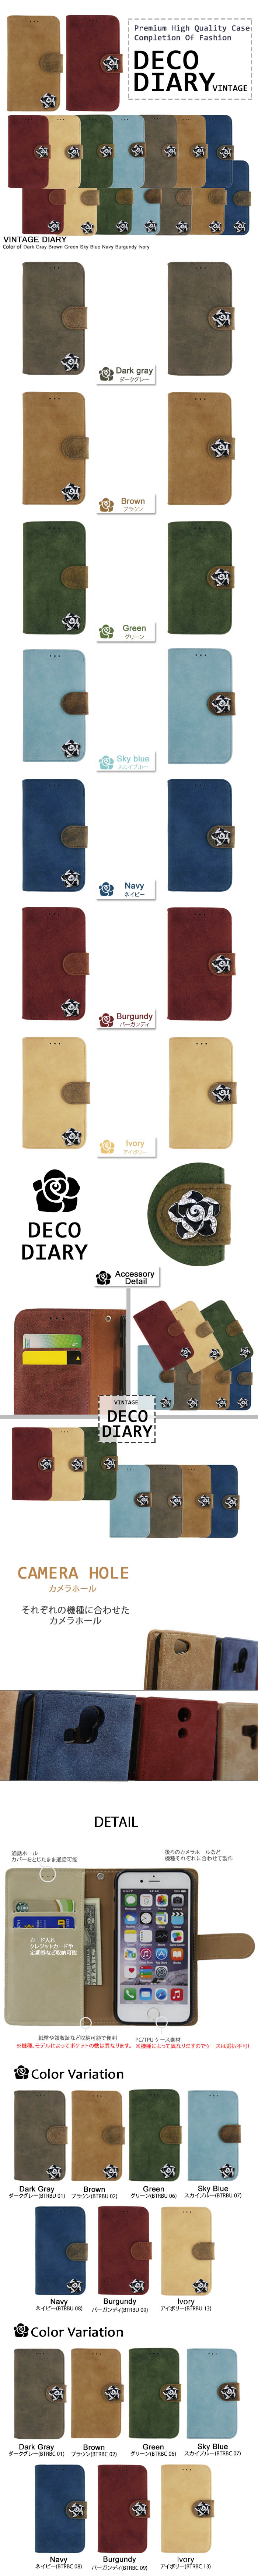 Premium High Quality Case
Completion Of Fashion
DECO
DIARY VINTAGE
VINTAGE DIARY
Color of Dark Gray Brown Green Sky Blue Navy Burgundy Ivory
Dark gray
ダークグレー
Brown
ブラウン
Green
グリーン
Sky blue
スカイブルー
Navy
ネイビー
Burgundy
バーガンディ
Ivory
アイボリー
DECO
DIARY
Accessory
Detail
VINTAGE
DECO
DIARY
CAMERA HOLE
カメラホール
それぞれの機種に合わせた
カメラホール
DETAIL
通話ホール
カバーをとじたまま通話可能
後ろのカメラホールなど
機種それぞれに合わせて製作
カード入れ
クレジットカードや
定期券など収納可能
紙幣や領収証など収納可能で便利
PC/TPU ケース素材
※機種、モデルによってポケットの数は異なります。
※機種によって異なりますのでケースは選択不可!
Color Variation
Dark Gray
ダークグレー(BTRBU 01)
Brown
ブラウン(BTRBU 02)
Green
グリーン(BTRBU 06)
Sky Blue
スカイブルー(BTRBU 07)
Navy
ネイビー(BTRBU 08)
Burgundy
バーガンディ(BTRBU 09)
Ivory
アイボリー(BTRBU 13)
Color Variation
Dark Gray
ダークグレー(BTRBC 01)
Brown
ブラウン(BTRBC 02)
Green
グリーン(BTRBC 06)
Sky Blue
スカイブルー(BTRBC 07)
Navy
ネイビー(BTRBC 08)
Burgundy
バーガンディ(BTRBC 09)
Ivory
アイボリー(BTRBC 13)